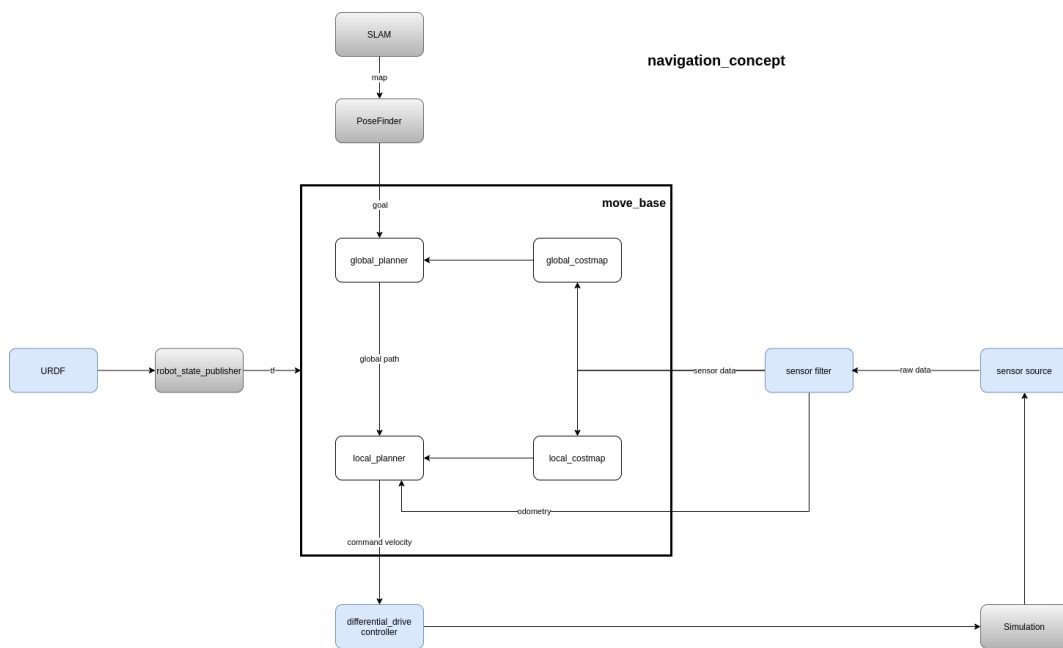 SLAM
navigation_concept
map
PoseFinder
goal
move_base
global_planner
global_costmap
global path
URDF
robot_state_publisher
tf
sensor data
sensor filter
raw data
sensor source
local_planner
local_costmap
odometry
command velocity
differential_drive
controller
Simulation